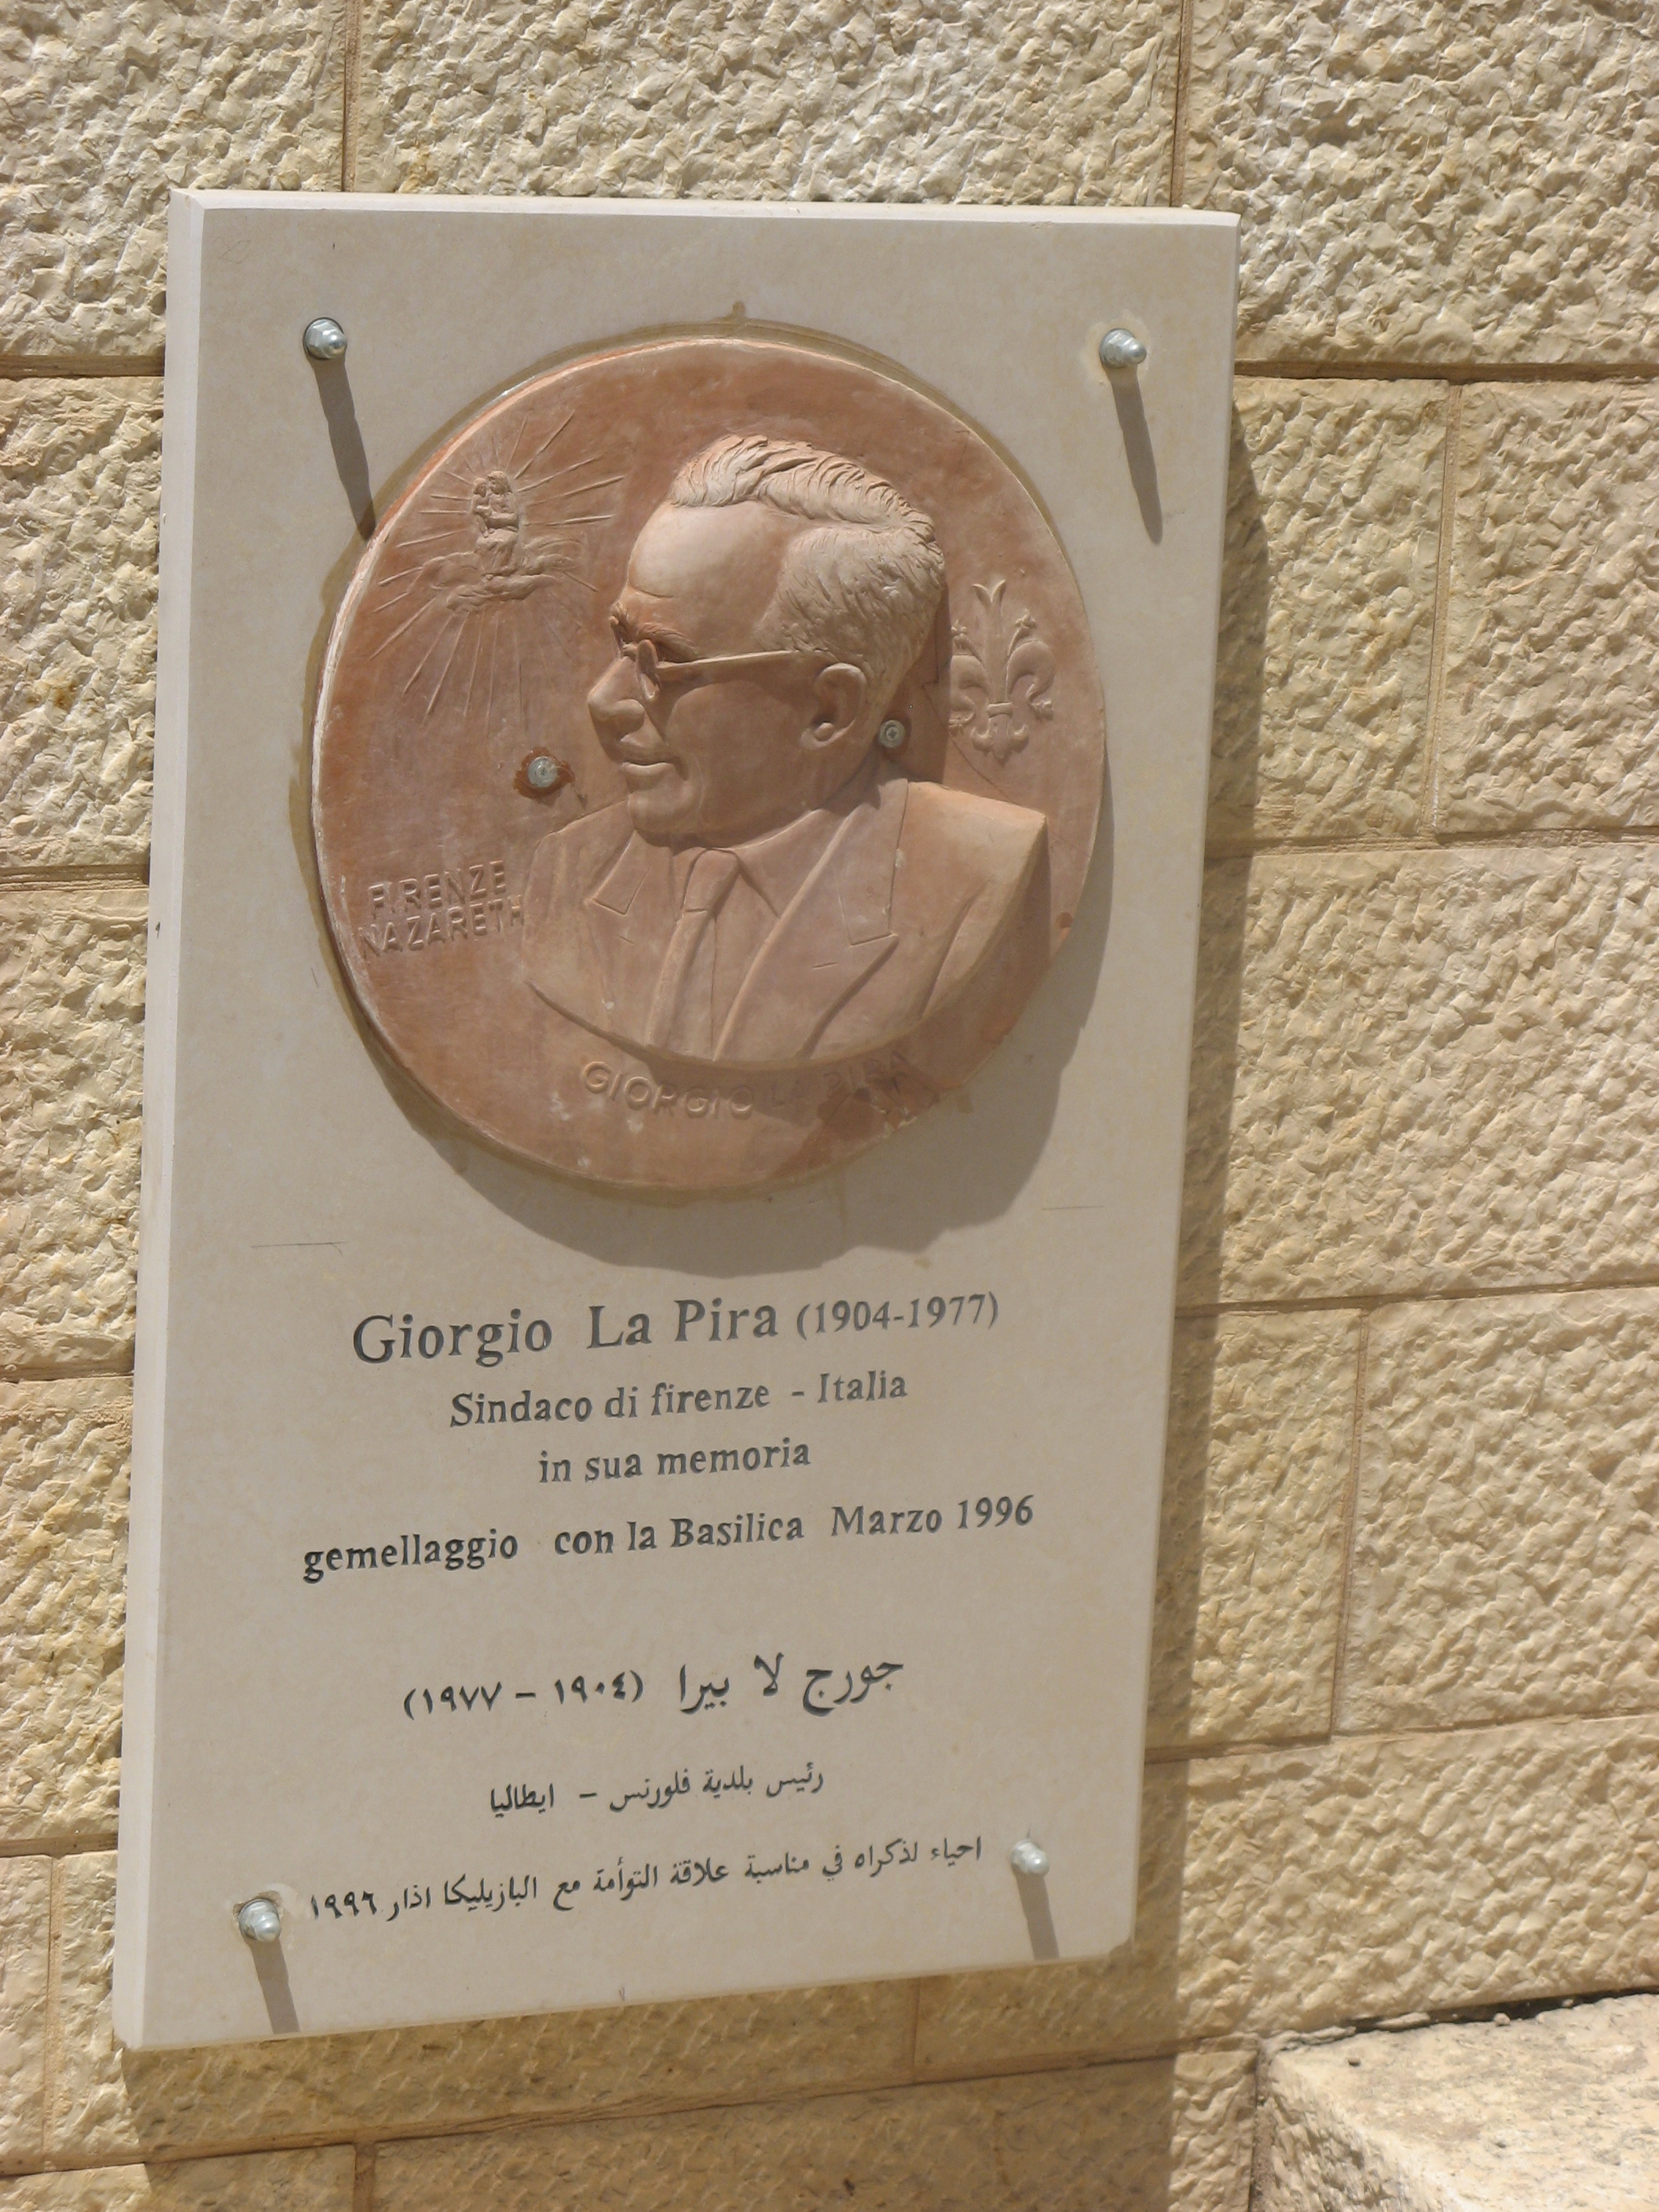 FIRENZE
NAZARETH
GIORGIO LA PIRA
Giorgio La Pira (1904-1977)
Sindaco di firenze - Italia
in sua memoria
gemellaggio con la Basilica Marzo 1996
جورج لا بيرا (١٩٠٤ - ١٩٧٧)
رئيس بلدية فلورنس - ايطاليا
احياء لذكراه في مناسبة علاقة التوأمة مع البازيليكا اذار ١٩٩٦